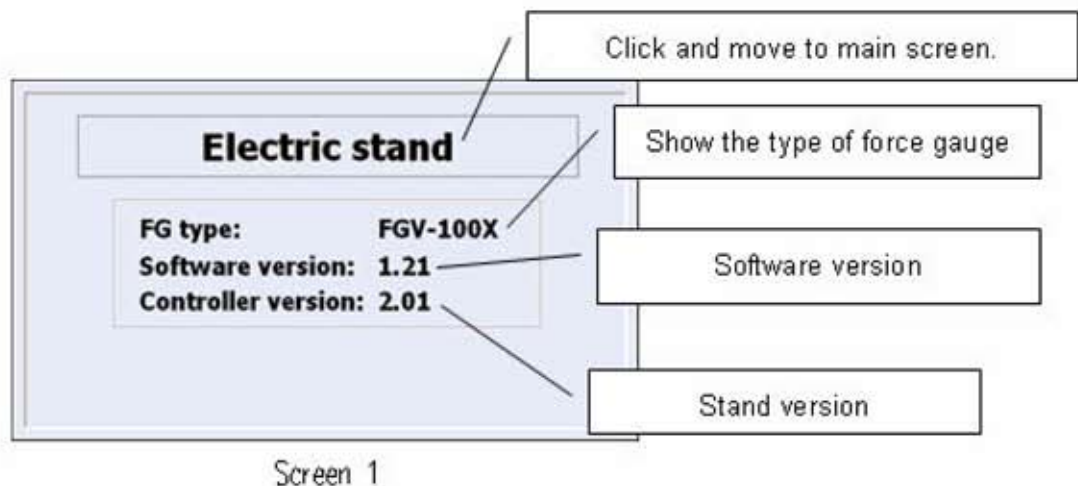 Click and move to main screen.
Electric stand
Show the type of force gauge
FG type: FGV-100X
Software version: 1.21
Software version
Controller version: 2.01
Stand version
Screen 1